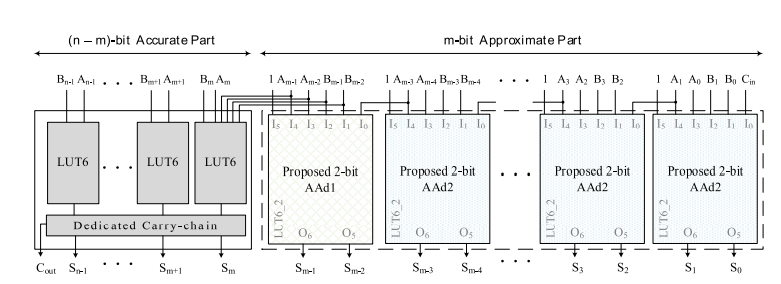 (n – m)-bit Accurate Part m-bit Approximate Part
Bn-1 An-1 · · · Bm+1 Am+1 Bm Am 1 Am-1 Am-2 Bm-1 Bm-2 1 Am-3 Am-4 Bm-3 Bm-4 · · · 1 A3 A2 B3 B2 1 A1 A0 B1 B0 Cin
I5 I4 I3 I2 I1 I0 I5 I4 I3 I2 I1 I0 I5 I4 I3 I2 I1 I0 I5 I4 I3 I2 I1 I0
LUT6 · · · LUT6 LUT6
Proposed 2-bit Proposed 2-bit · · · Proposed 2-bit Proposed 2-bit
AAd1 AAd2 AAd2 AAd2
LUT6_2 LUT6_2 LUT6_2 LUT6_2
Dedicated Carry-chain
O6 O5 O6 O5 O6 O5 O6 O5
Cout Sn-1 · · · Sm+1 Sm Sm-1 Sm-2 Sm-3 Sm-4 · · · S3 S2 S1 S0